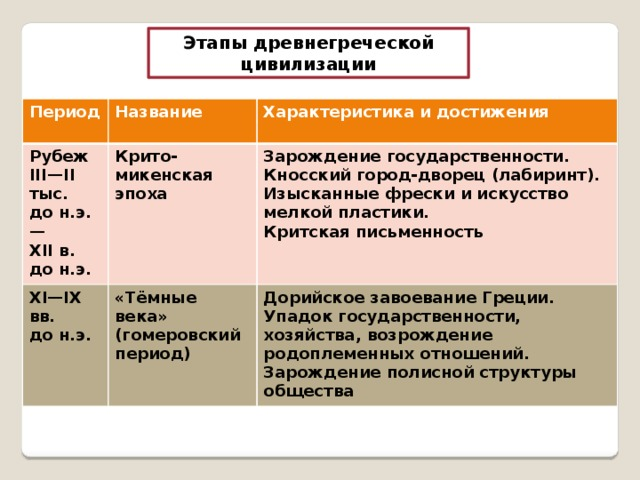 Этапы древнегреческой
цивилизации
Период
Название
Характеристика и достижения
Рубеж
III—II
тыс.
до н.э.
—
XII в.
до н.э.
Крито-
микенская
эпоха
Зарождение государственности.
Кносский город-дворец (лабиринт).
Изысканные фрески и искусство
мелкой пластики.
Критская письменность
XI—IX
вв.
до н.э.
«Тёмные
века»
(гомеровский
период)
Дорийское завоевание Греции.
Упадок государственности,
хозяйства, возрождение
родоплеменных отношений.
Зарождение полисной структуры
общества